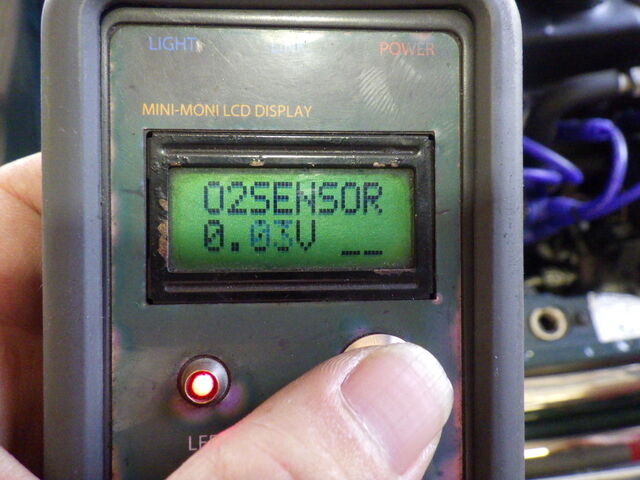 LIGHT
POWER
MINI-MONI LCD DISPLAY
O2SENSOR
0.03V __